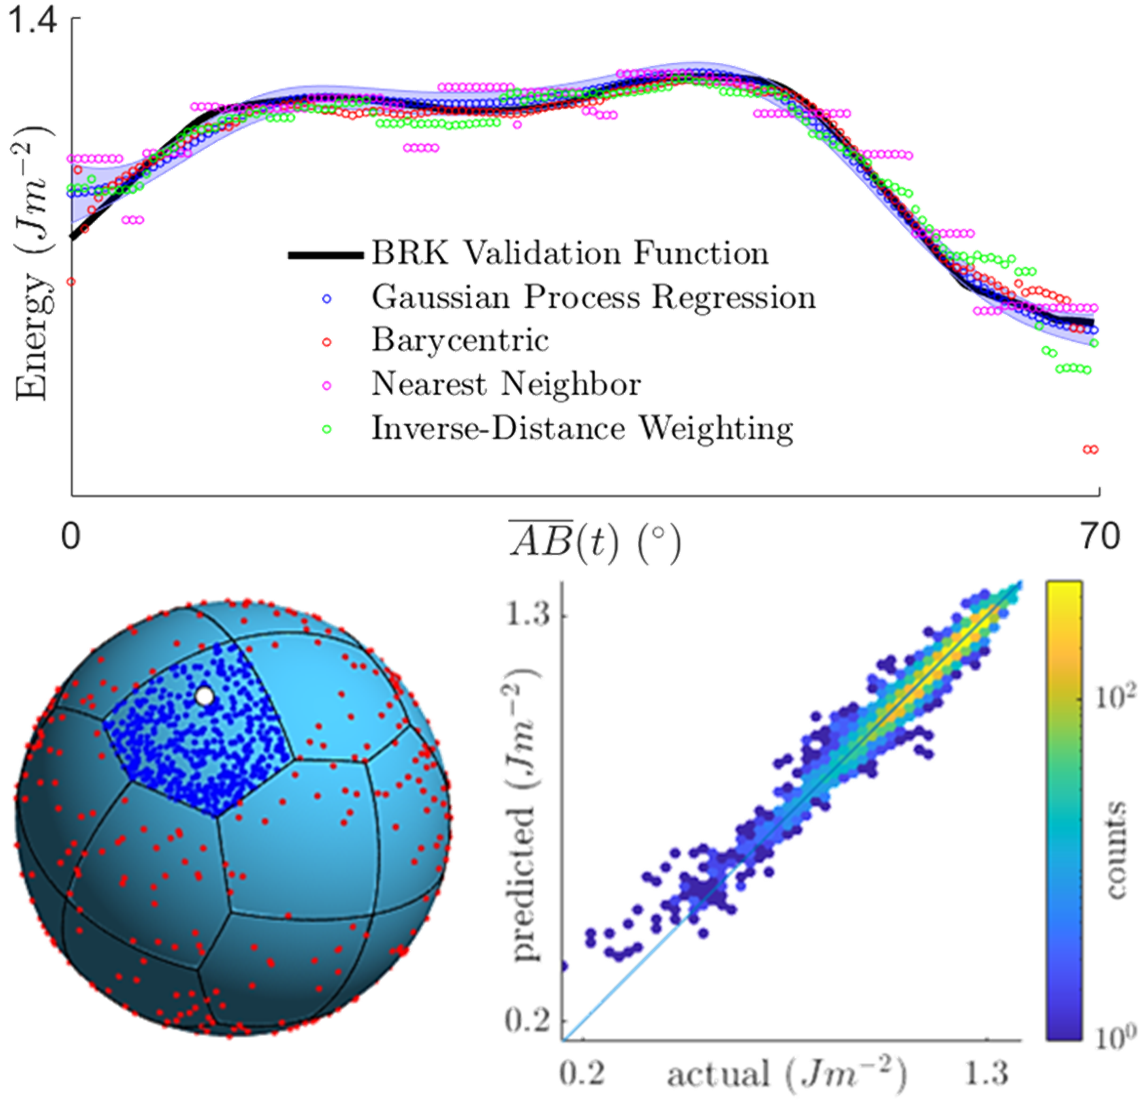 1.4
Energy (Jm⁻²)
BRK Validation Function
Gaussian Process Regression
Barycentric
Nearest Neighbor
Inverse-Distance Weighting
0
A̅B̅(t) (°)
70
1.3
predicted (Jm⁻²)
0.2
0.2
actual (Jm⁻²)
1.3
10²
counts
10⁰